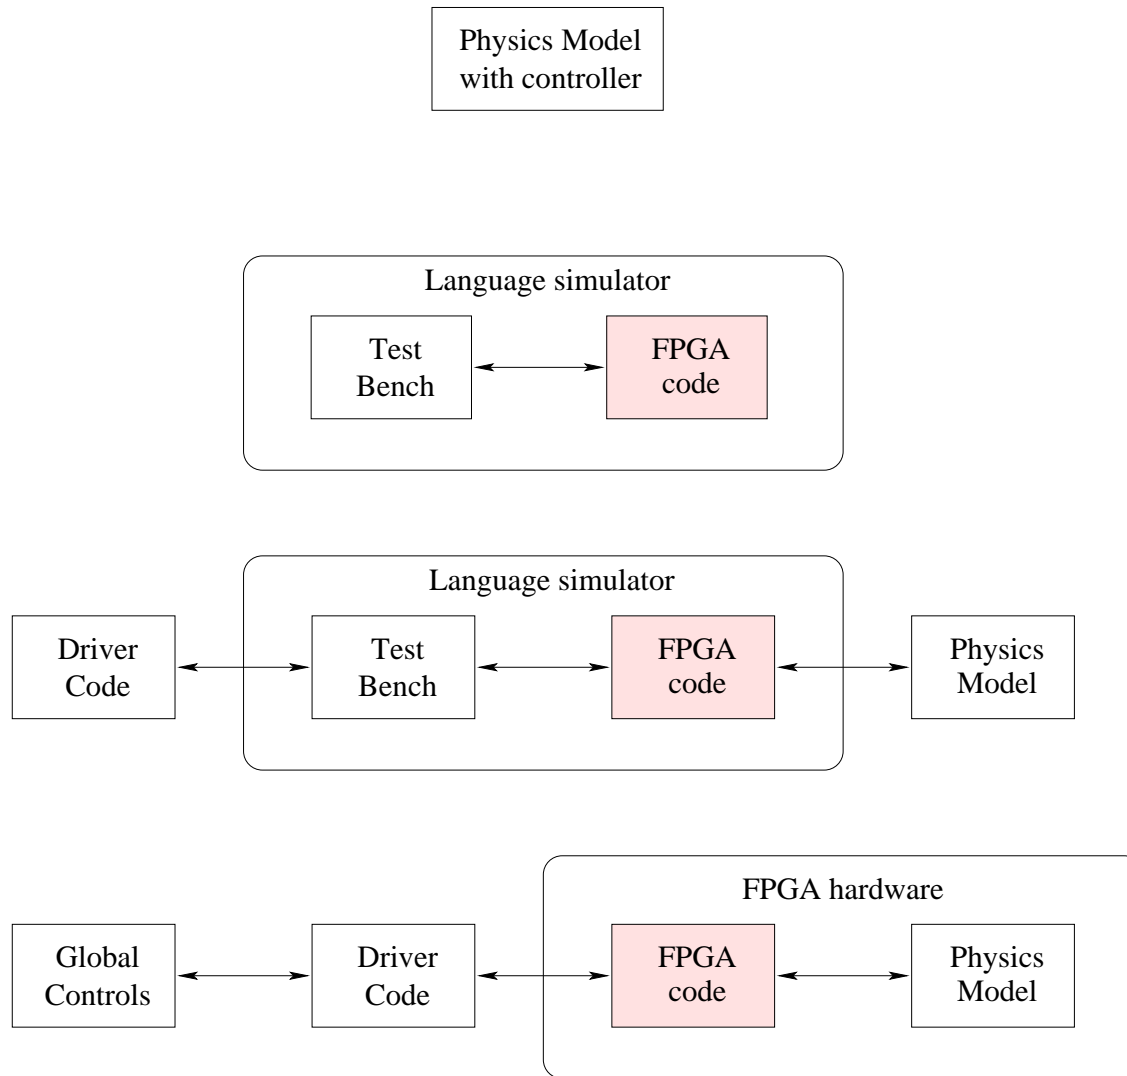 Physics Model
with controller
Language simulator
Test
Bench
FPGA
code
Language simulator
Driver
Code
Test
Bench
FPGA
code
Physics
Model
FPGA hardware
Global
Controls
Driver
Code
FPGA
code
Physics
Model